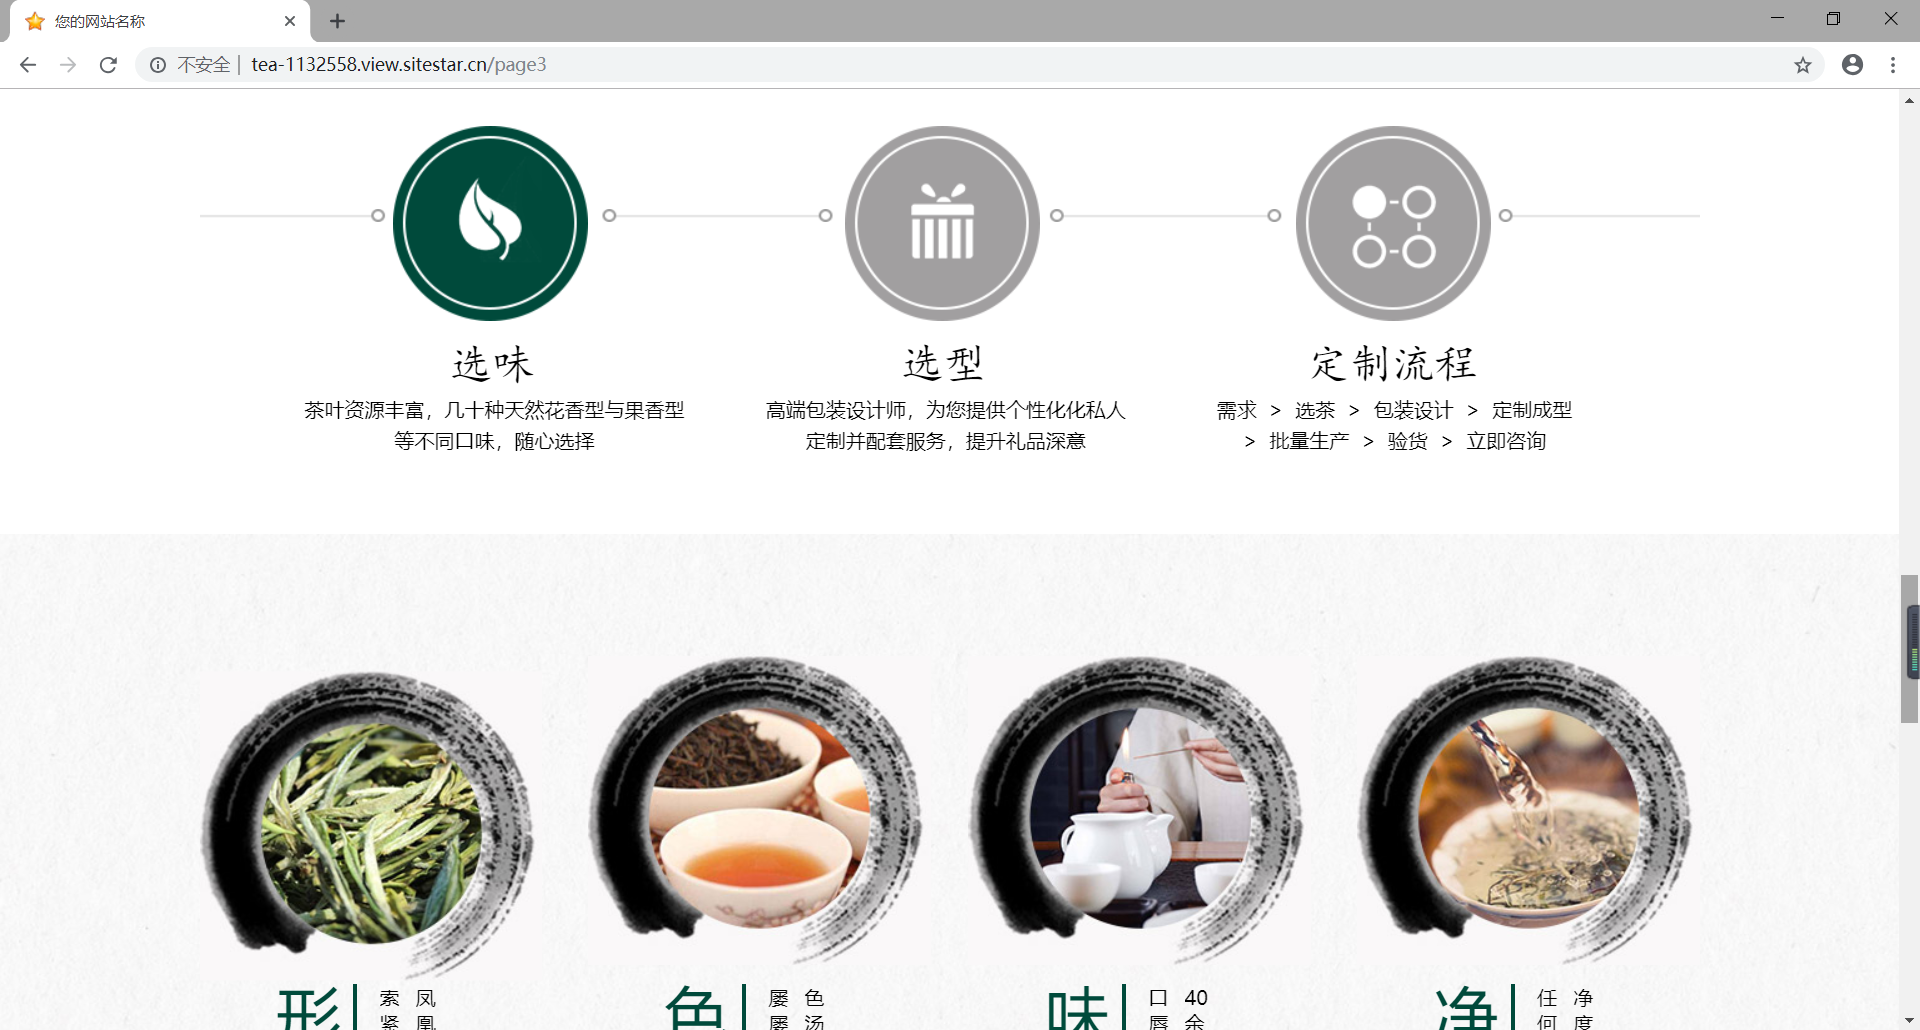 您的网站名称
不安全 | tea-1132558.view.sitestar.cn/page3
选味
茶叶资源丰富，几十种天然花香型与果香型
等不同口味，随心选择
选型
高端包装设计师，为您提供个性化化私人
定制并配套服务，提升礼品深意
定制流程
需求 > 选茶 > 包装设计 > 定制成型
> 批量生产 > 验货 > 立即咨询
形
凤凰
索紧
色
色汤
屡屡
味
40余
口唇
净
净度
任何